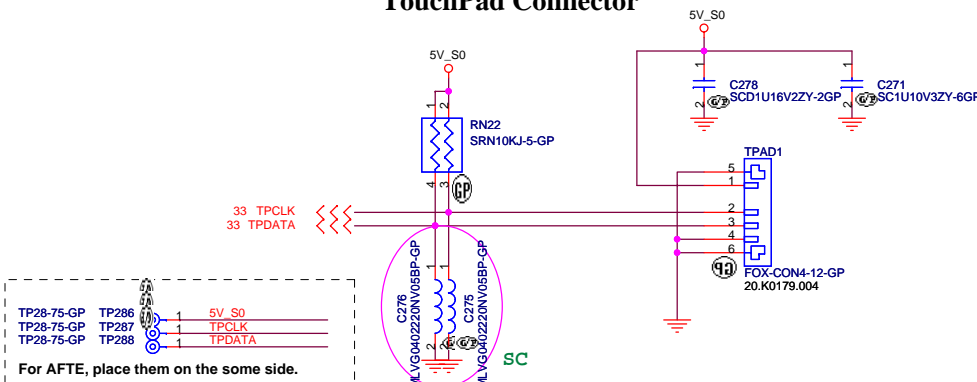 TouchPad Connector
5V_S0
5V_S0
1
2
C278
SCD1U16V2ZY-2GP
1
2
C271
SC1U10V3ZY-6GP
1
2
RN22
SRN10KJ-5-GP
4
3
GP
TPAD1
5
1
2
3
4
6
GP
FOX-CON4-12-GP
20.K0179.004
33 TPCLK
33 TPDATA
C276
MLVG0402220NV05BP-GP
1
2
C275
MLVG0402220NV05BP-GP
1
2
SC
TP28-75-GP TP286 1 5V_S0
TP28-75-GP TP287 1 TPCLK
TP28-75-GP TP288 1 TPDATA
For AFTE, place them on the some side.